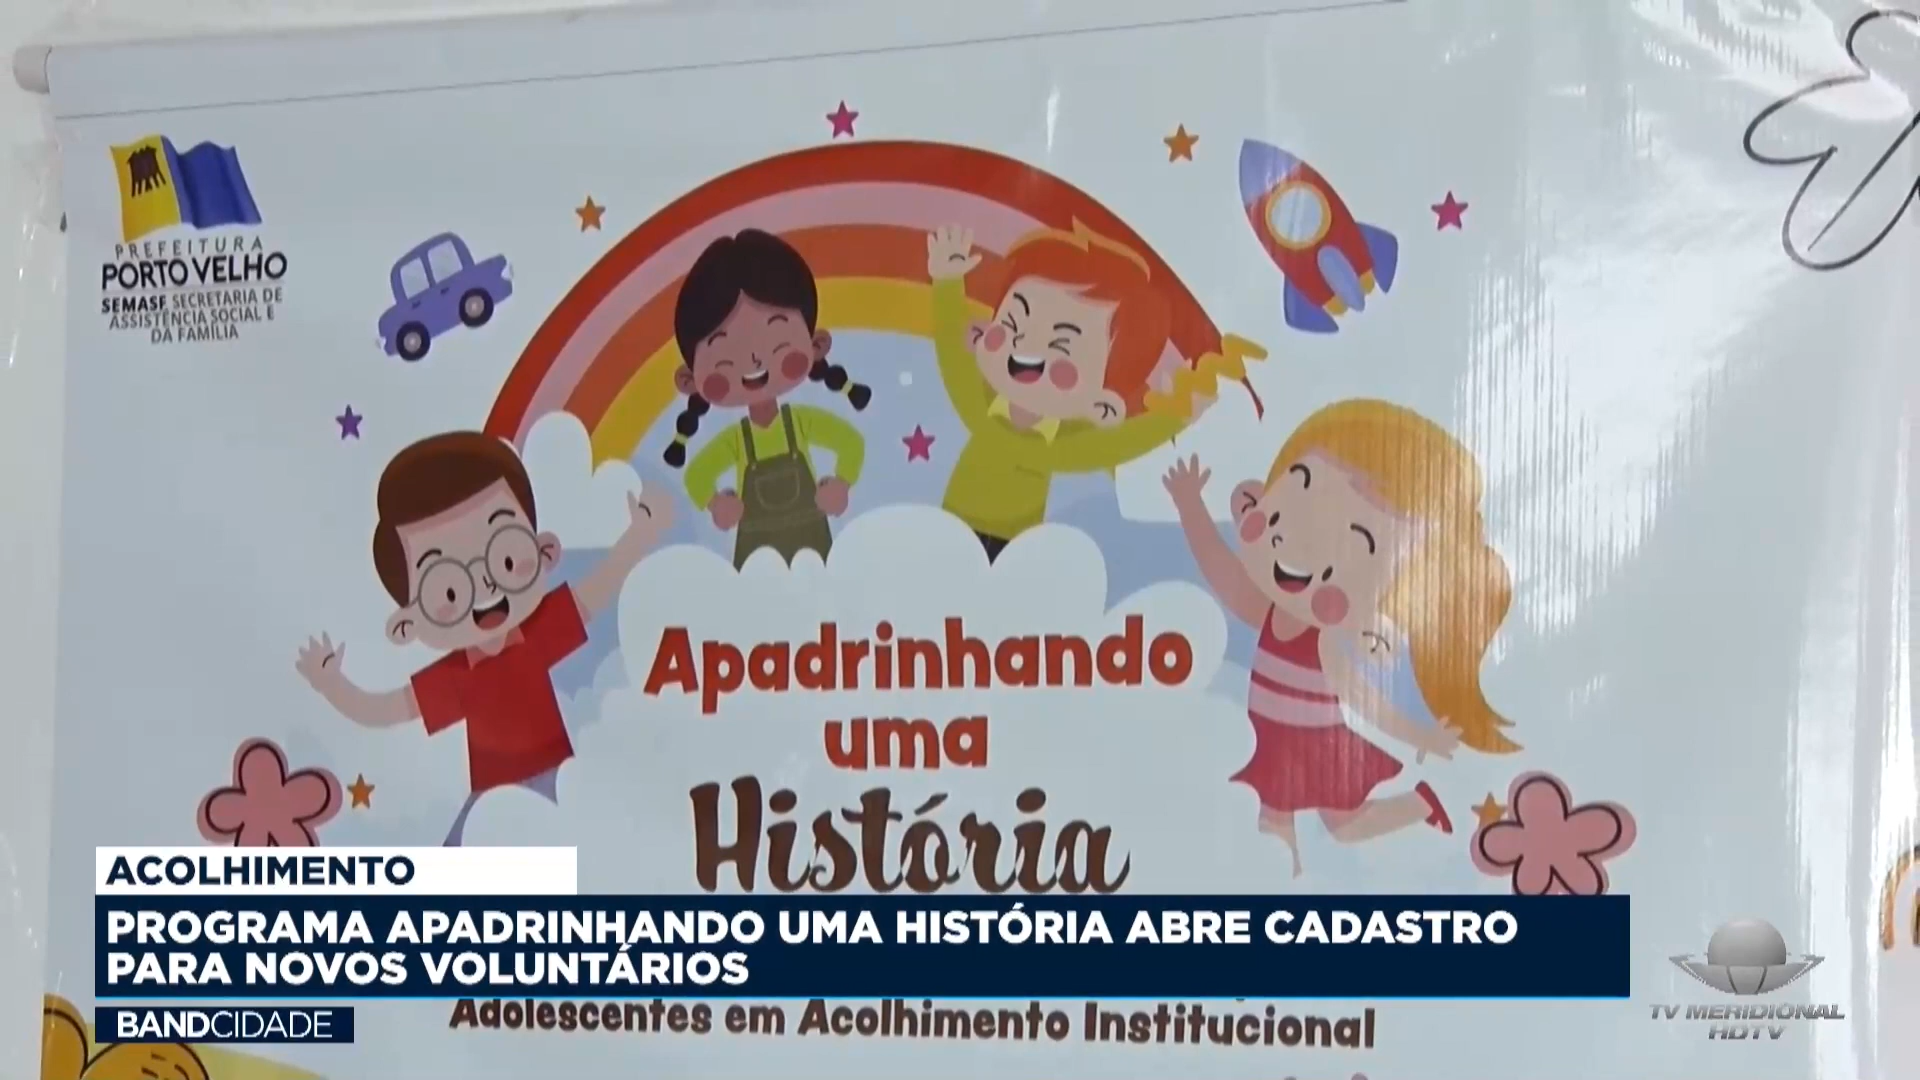 PREFEITURA
PORTO VELHO
SEMASF SECRETARIA DE
ASSISTÊNCIA SOCIAL E
DA FAMÍLIA
Apadrinhando
uma
História
ACOLHIMENTO
PROGRAMA APADRINHANDO UMA HISTÓRIA ABRE CADASTRO
PARA NOVOS VOLUNTÁRIOS
Adolescentes em Acolhimento Institucional
BANDCIDADE
TV MERIDIONAL
HDTV